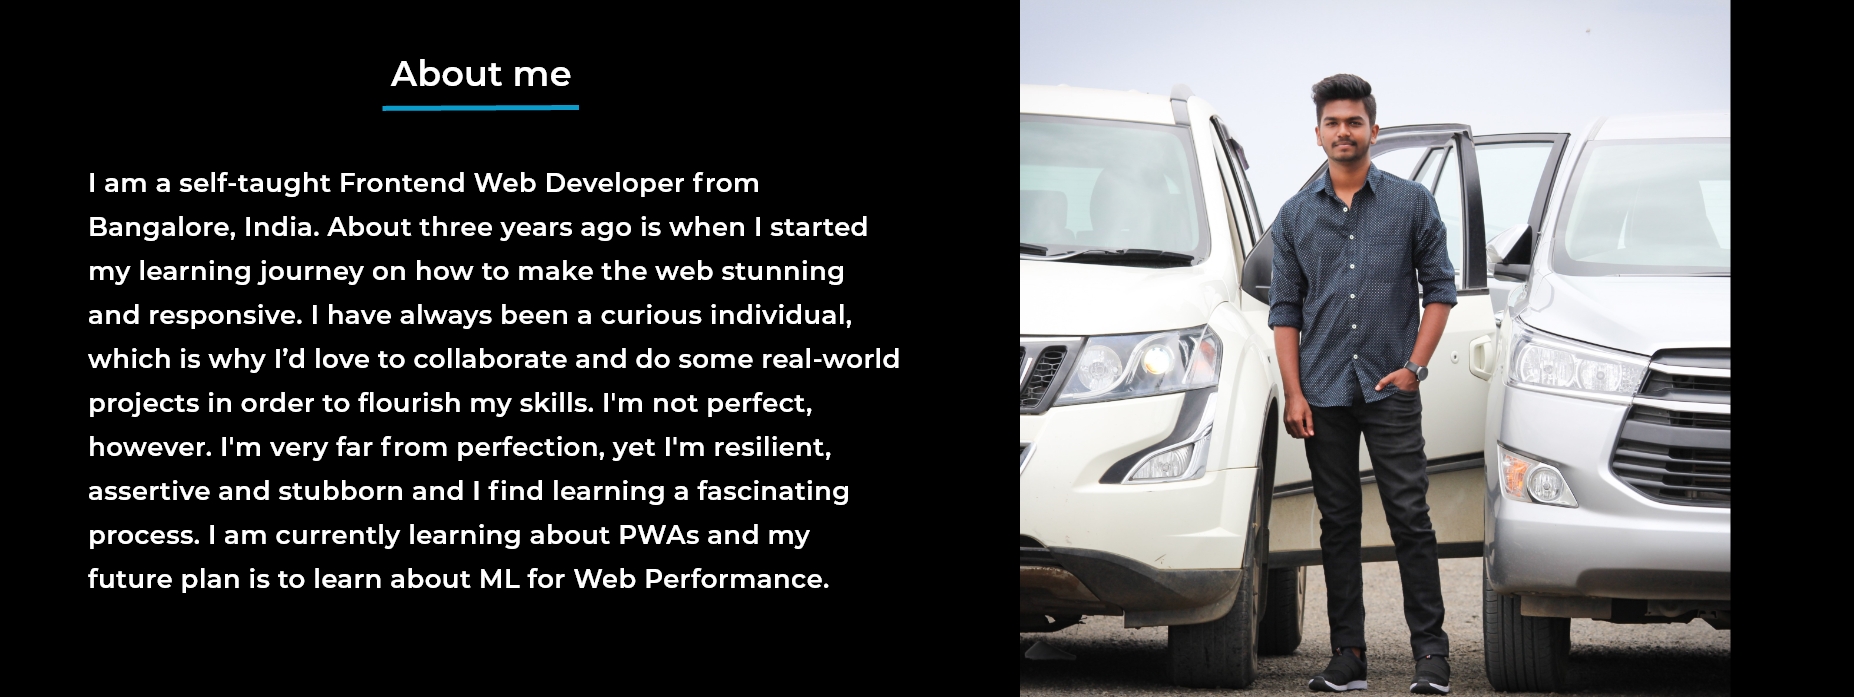 About me
I am a self-taught Frontend Web Developer from
Bangalore, India. About three years ago is when I started
my learning journey on how to make the web stunning
and responsive. I have always been a curious individual,
which is why I’d love to collaborate and do some real-world
projects in order to flourish my skills. I'm not perfect,
however. I'm very far from perfection, yet I'm resilient,
assertive and stubborn and I find learning a fascinating
process. I am currently learning about PWAs and my
future plan is to learn about ML for Web Performance.